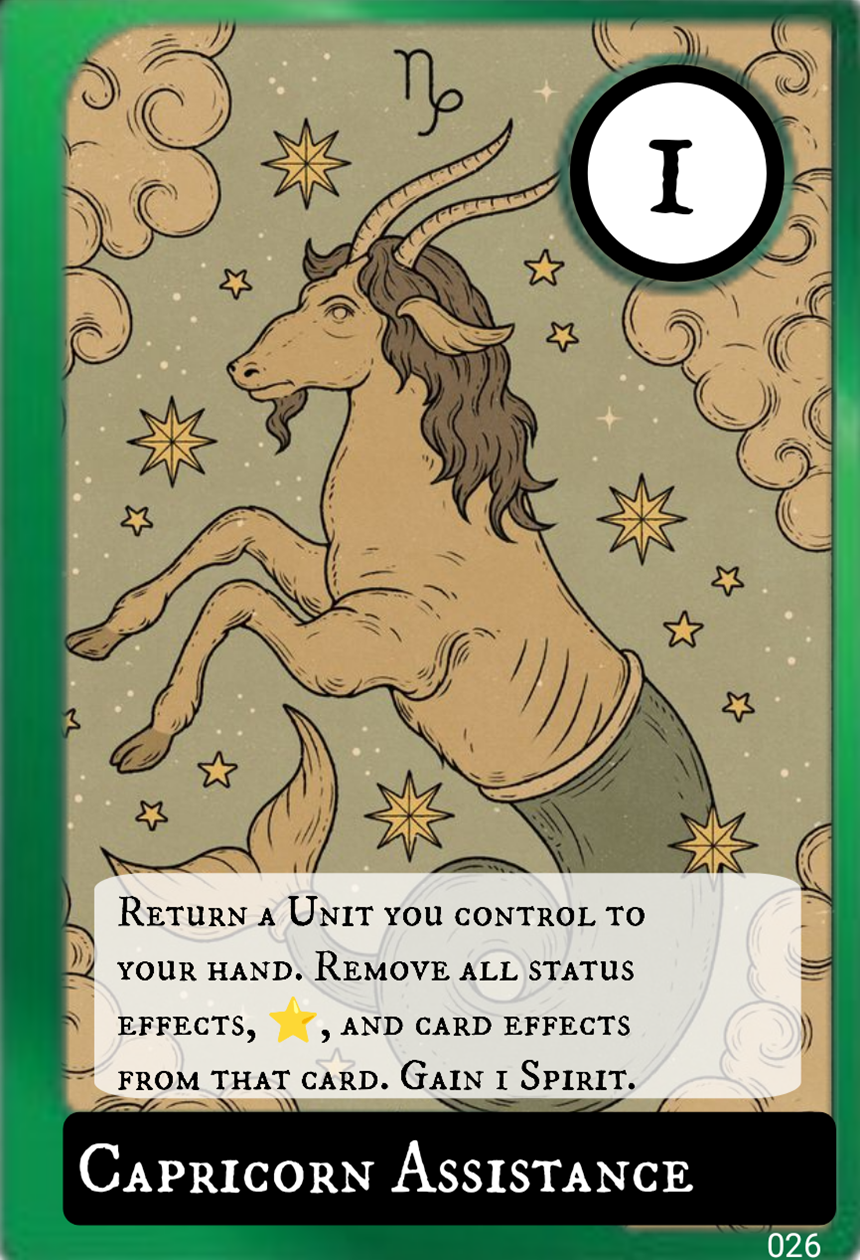 ♑
1
Return a Unit you control to
your hand. Remove all status
effects, ⭐, and card effects
from that card. Gain 1 Spirit.
Capricorn Assistance
026